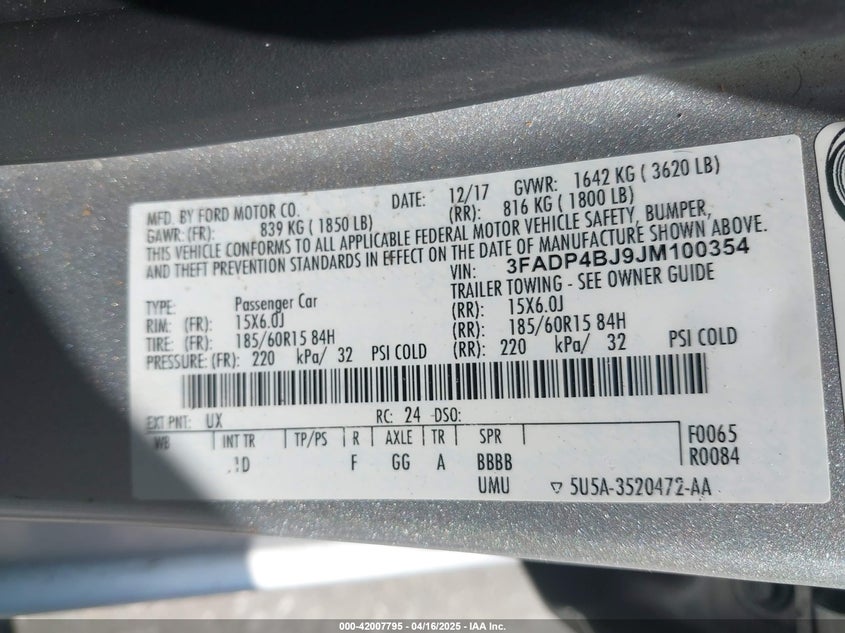 MFD. BY FORD MOTOR CO. DATE: 12/17 GVWR: 1642 KG ( 3620 LB)
GAWR: (FR): 839 KG ( 1850 LB) (RR): 816 KG ( 1800 LB)
THIS VEHICLE CONFORMS TO ALL APPLICABLE FEDERAL MOTOR VEHICLE SAFETY, BUMPER,
AND THEFT PREVENTION STANDARDS IN EFFECT ON THE DATE OF MANUFACTURE SHOWN ABOVE.
VIN: 3FADP4BJ9JM100354
TRAILER TOWING - SEE OWNER GUIDE
TYPE: Passenger Car
RIM: (FR): 15X6.0J (RR): 15X6.0J
TIRE: (FR): 185/60R15 84H (RR): 185/60R15 84H
PRESSURE: (FR): 220 kPa/ 32 PSI COLD (RR): 220 kPa/ 32 PSI COLD
EXT PNT: UX RC: 24 DSO:
WB INT TR TP/PS R AXLE TR SPR F0065
F GG A BBBB R0084
UMU ▽ 5U5A-3520472-AA
000-42007795 - 04/16/2025 - IAA Inc.